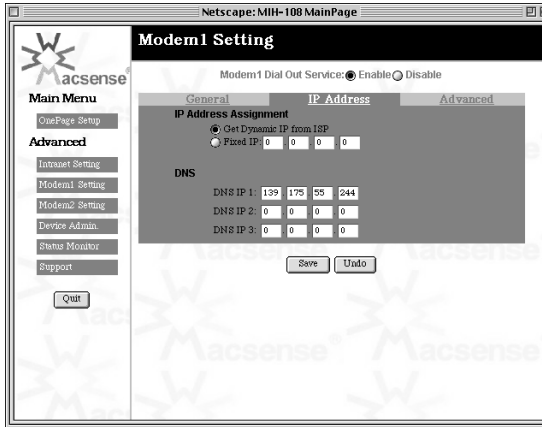 Netscape: MIH-108 MainPage
Macsense
Main Menu
OnePage Setup
Advanced
Intranet Setting
Modem1 Setting
Modem2 Setting
Device Admin.
Status Monitor
Support
Quit
Modem1 Setting
Modem1 Dial Out Service: Enable Disable
General IP Address Advanced
IP Address Assignment
Get Dynamic IP from ISP
Fixed IP: 0 . 0 . 0 . 0
DNS
DNS IP 1: 139 . 175 . 55 . 244
DNS IP 2: 0 . 0 . 0 . 0
DNS IP 3: 0 . 0 . 0 . 0
Save Undo
Macsense Macsense